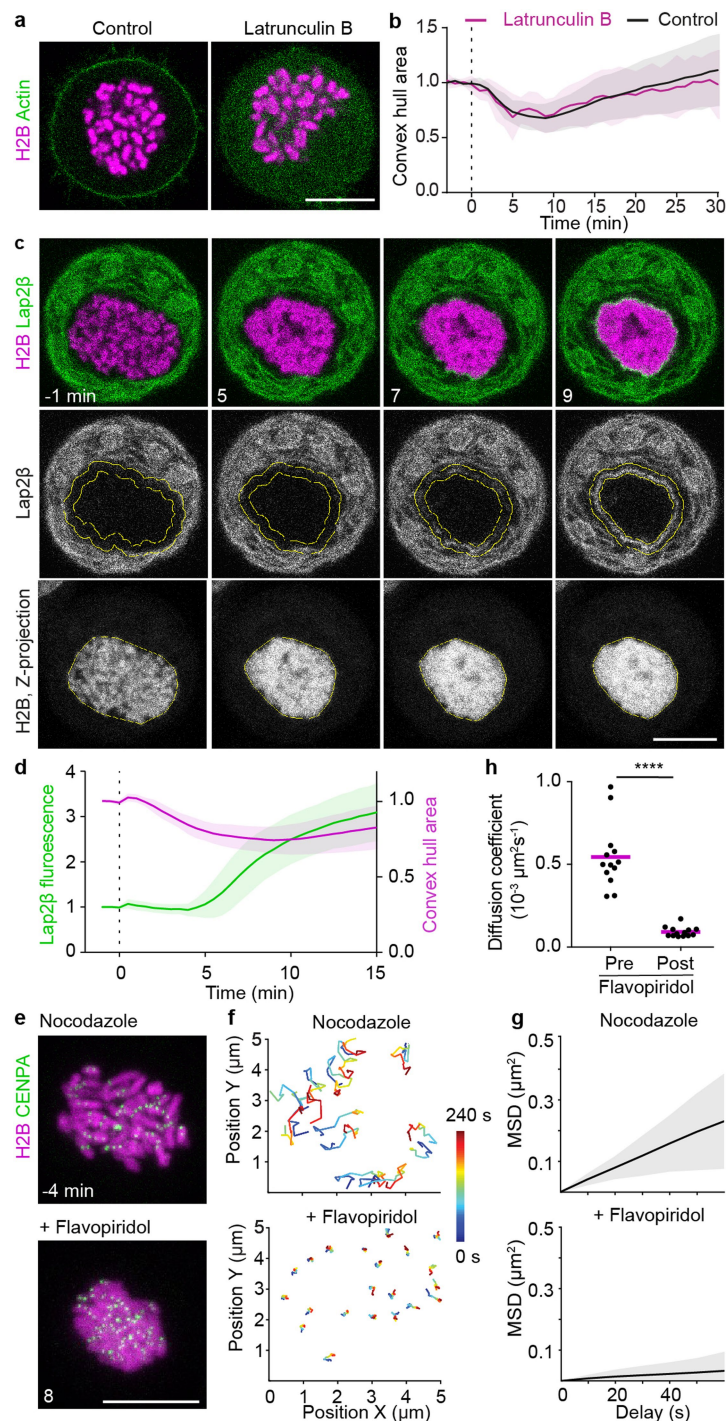 a
Control
Latrunculin B
H2B Actin
b
Latrunculin B
Control
Convex hull area
1.5
1.0
0.5
0.0
0 5 10 15 20 25 30
Time (min)
c
H2B Lap2β
-1 min
5
7
9
Lap2β
H2B, Z-projection
d
Lap2β fluroescence
4
3
2
1
Convex hull area
1.0
0.5
0.0
0 5 10 15
Time (min)
h
****
Diffusion coefficient
(10⁻³ μm²s⁻¹)
1.0
0.5
0.0
Pre Post
Flavopiridol
e
Nocodazole
H2B CENPA
-4 min
+ Flavopiridol
8
f
Nocodazole
Position Y (μm)
5
4
3
2
1
240 s
0 s
+ Flavopiridol
Position Y (μm)
5
4
3
2
1
0 1 2 3 4 5
Position X (μm)
g
Nocodazole
MSD (μm²)
0.5
0.3
0.1
+ Flavopiridol
MSD (μm²)
0.5
0.3
0.1
20 40
Delay (s)